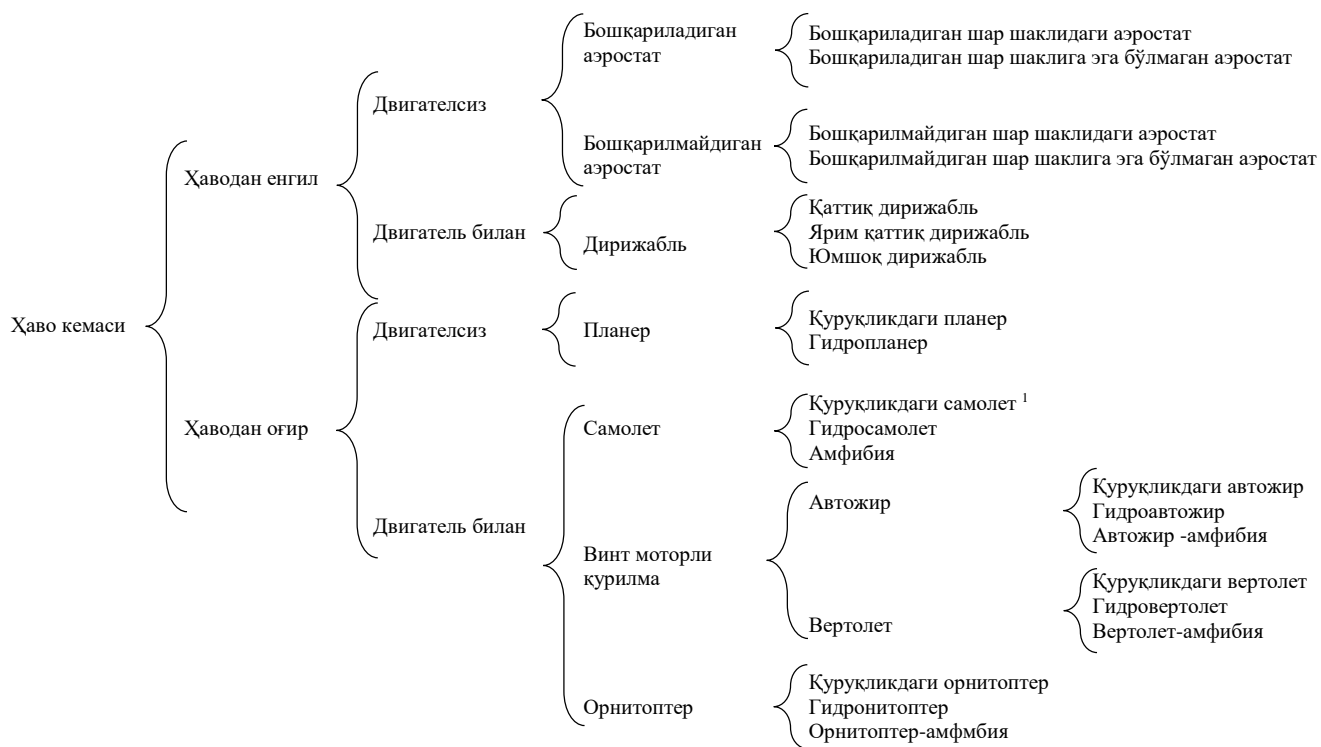 Ҳаво кемаси
Ҳаводан енгил
Двигателсиз
Бошқариладиган
аэростат
Бошқариладиган шар шаклидаги аэростат
Бошқариладиган шар шаклига эга бўлмаган аэростат
Бошқарилмайдиган
аэростат
Бошқарилмайдиган шар шаклидаги аэростат
Бошқарилмайдиган шар шаклига эга бўлмаган аэростат
Двигатель билан
Дирижабль
Қаттиқ дирижабль
Ярим қаттиқ дирижабль
Юмшоқ дирижабль
Ҳаводан оғир
Двигателсиз
Планер
Қуруқликдаги планер
Гидропланер
Двигатель билан
Самолет
Қуруқликдаги самолет ¹
Гидросамолет
Амфибия
Винт моторли
қурилма
Автожир
Қуруқликдаги автожир
Гидроавтожир
Автожир -амфибия
Вертолет
Қуруқликдаги вертолет
Гидровертолет
Вертолет-амфибия
Орнитоптер
Қуруқликдаги орнитоптер
Гидронитоптер
Орнитоптер-амфмбия